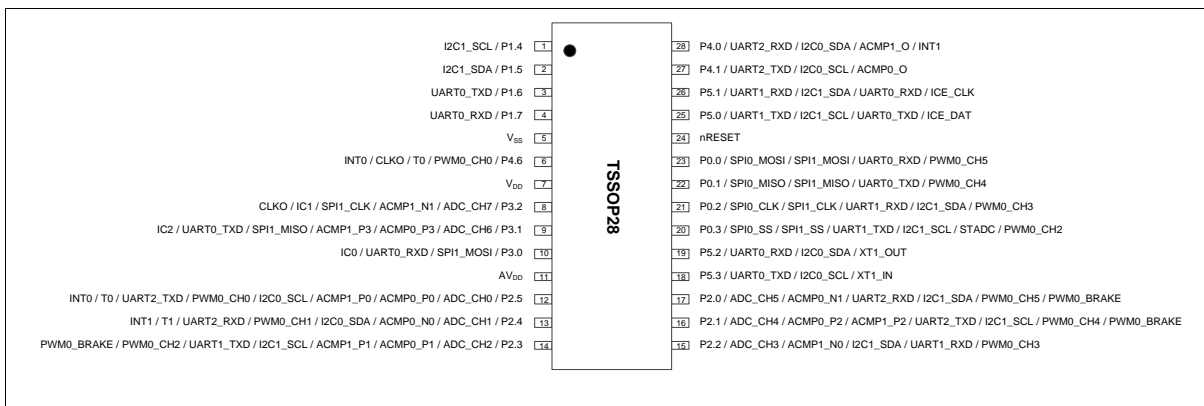 I2C1_SCL / P1.4 1
I2C1_SDA / P1.5 2
UART0_TXD / P1.6 3
UART0_RXD / P1.7 4
VSS 5
INT0 / CLKO / T0 / PWM0_CH0 / P4.6 6
VDD 7
CLKO / IC1 / SPI1_CLK / ACMP1_N1 / ADC_CH7 / P3.2 8
IC2 / UART0_TXD / SPI1_MISO / ACMP1_P3 / ACMP0_P3 / ADC_CH6 / P3.1 9
IC0 / UART0_RXD / SPI1_MOSI / P3.0 10
AVDD 11
INT0 / T0 / UART2_TXD / PWM0_CH0 / I2C0_SCL / ACMP1_P0 / ACMP0_P0 / ADC_CH0 / P2.5 12
INT1 / T1 / UART2_RXD / PWM0_CH1 / I2C0_SDA / ACMP0_N0 / ADC_CH1 / P2.4 13
PWM0_BRAKE / PWM0_CH2 / UART1_TXD / I2C1_SCL / ACMP1_P1 / ACMP0_P1 / ADC_CH2 / P2.3 14
TSSOP28
28 P4.0 / UART2_RXD / I2C0_SDA / ACMP1_O / INT1
27 P4.1 / UART2_TXD / I2C0_SCL / ACMP0_O
26 P5.1 / UART1_RXD / I2C1_SDA / UART0_RXD / ICE_CLK
25 P5.0 / UART1_TXD / I2C1_SCL / UART0_TXD / ICE_DAT
24 nRESET
23 P0.0 / SPI0_MOSI / SPI1_MOSI / UART0_RXD / PWM0_CH5
22 P0.1 / SPI0_MISO / SPI1_MISO / UART0_TXD / PWM0_CH4
21 P0.2 / SPI0_CLK / SPI1_CLK / UART1_RXD / I2C1_SDA / PWM0_CH3
20 P0.3 / SPI0_SS / SPI1_SS / UART1_TXD / I2C1_SCL / STADC / PWM0_CH2
19 P5.2 / UART0_RXD / I2C0_SDA / XT1_OUT
18 P5.3 / UART0_TXD / I2C0_SCL / XT1_IN
17 P2.0 / ADC_CH5 / ACMP0_N1 / UART2_RXD / I2C1_SDA / PWM0_CH5 / PWM0_BRAKE
16 P2.1 / ADC_CH4 / ACMP0_P2 / ACMP1_P2 / UART2_TXD / I2C1_SCL / PWM0_CH4 / PWM0_BRAKE
15 P2.2 / ADC_CH3 / ACMP1_N0 / I2C1_SDA / UART1_RXD / PWM0_CH3